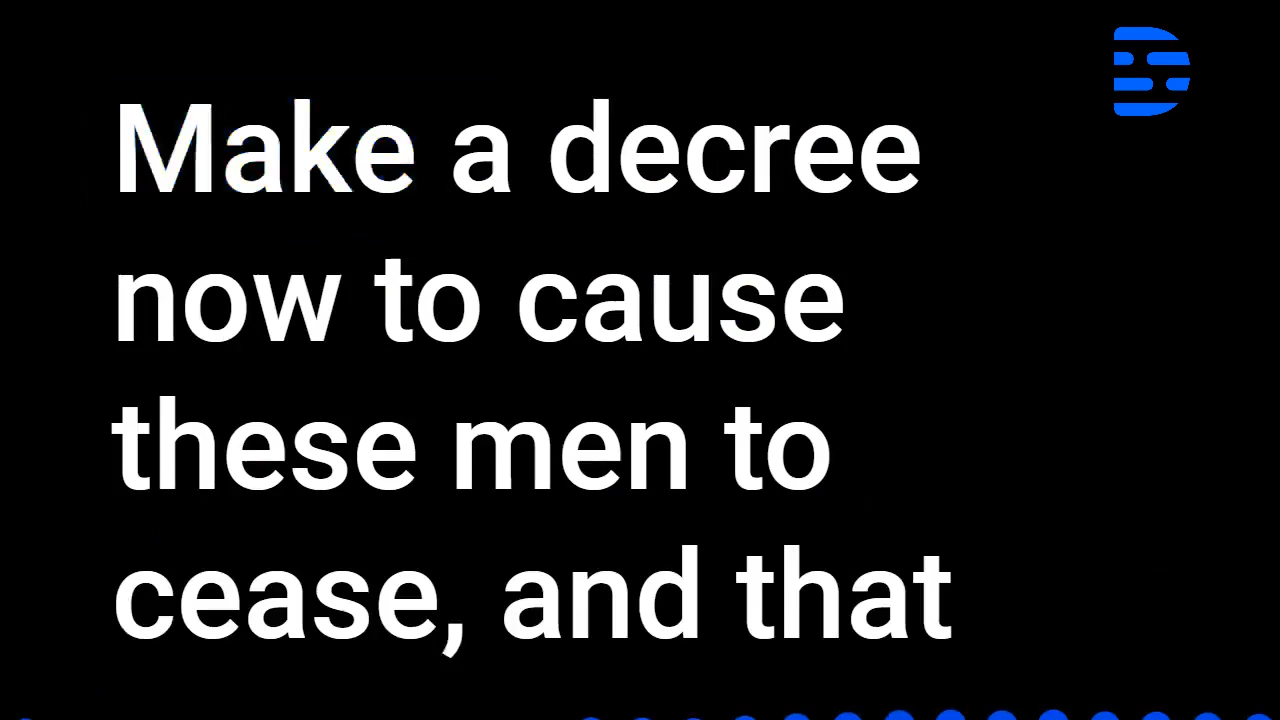 Make a decree
now to cause
these men to
cease, and that